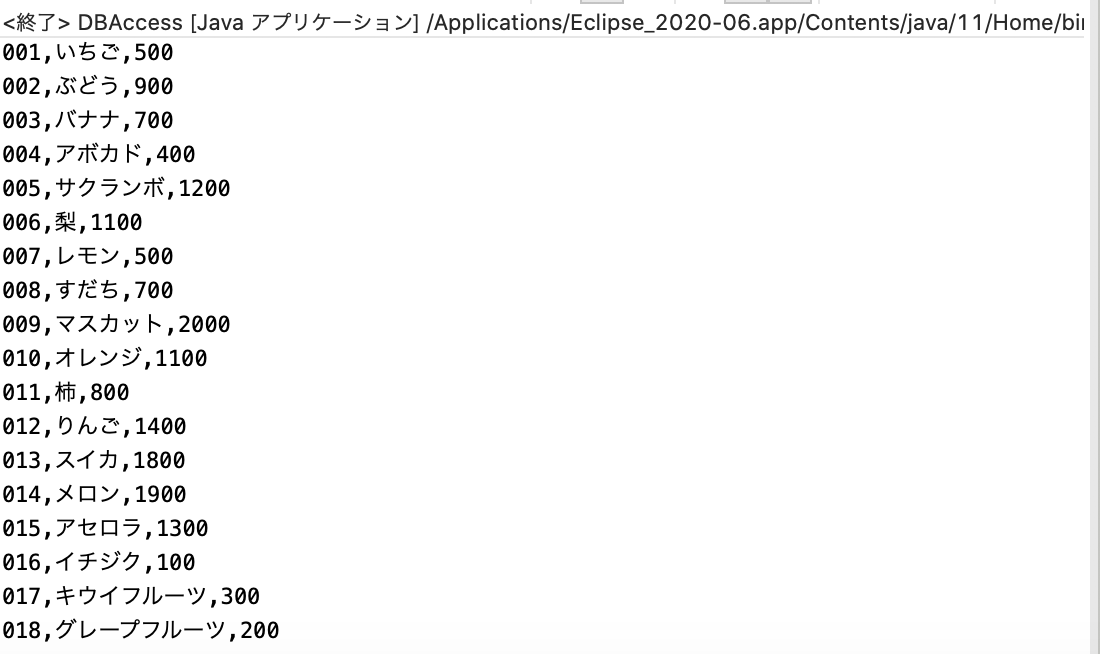 <終了> DBAccess [Java アプリケーション] /Applications/Eclipse_2020-06.app/Contents/java/11/Home/bin
001,いちご,500
002,ぶどう,900
003,バナナ,700
004,アボカド,400
005,サクランボ,1200
006,梨,1100
007,レモン,500
008,すだち,700
009,マスカット,2000
010,オレンジ,1100
011,柿,800
012,りんご,1400
013,スイカ,1800
014,メロン,1900
015,アセロラ,1300
016,イチジク,100
017,キウイフルーツ,300
018,グレープフルーツ,200